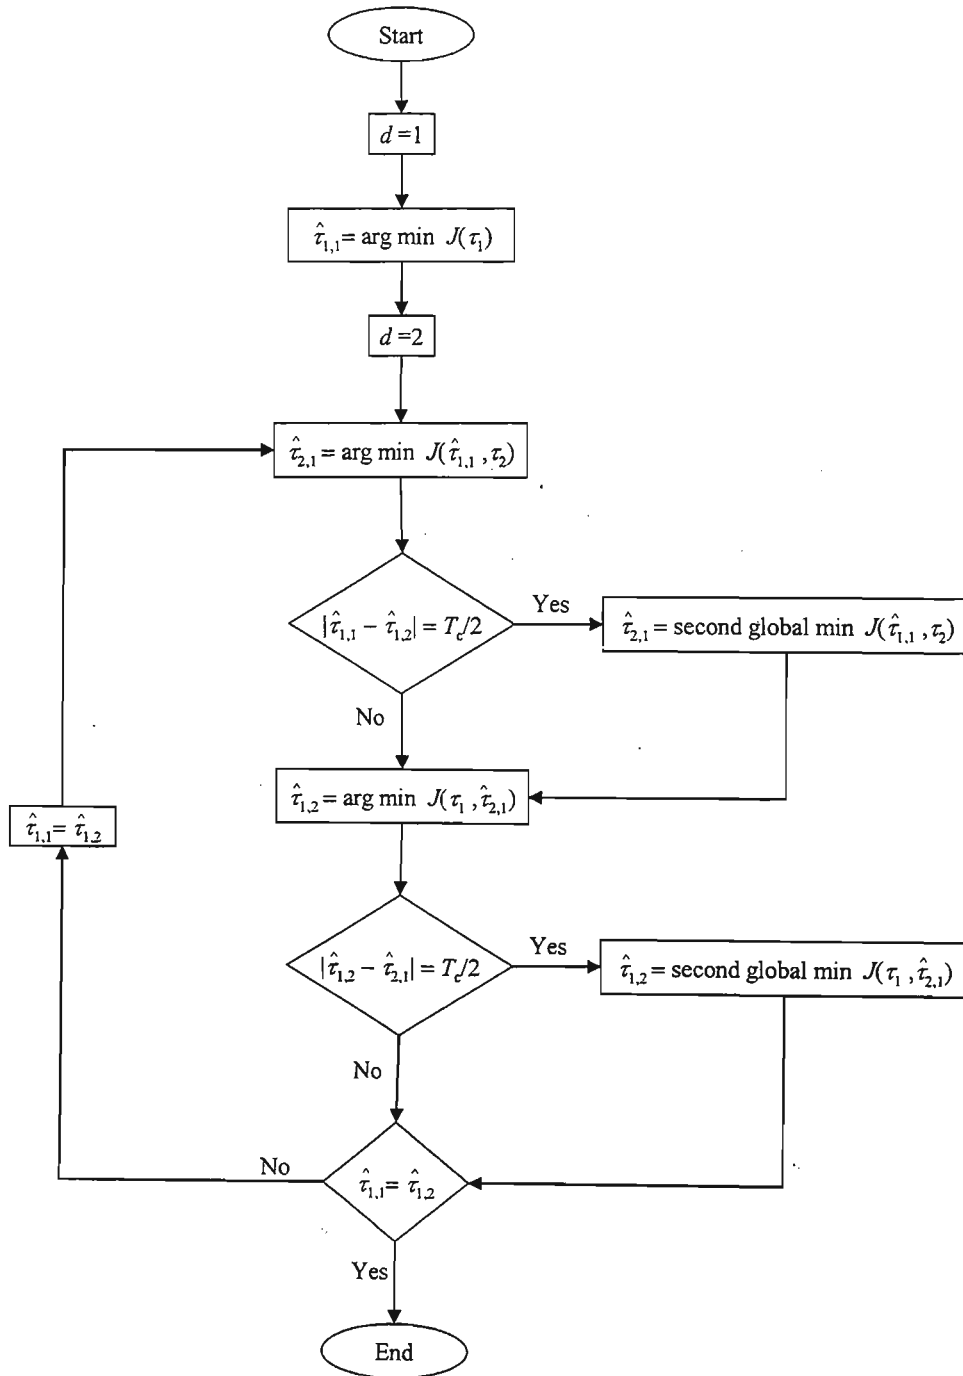 Start
d =1
τ̂₁,₁= arg min J(τ₁)
d =2
τ̂₂,₁= arg min J(τ̂₁,₁ , τ₂)
|τ̂₁,₁ − τ̂₁,₂| = T_c/2
Yes
τ̂₂,₁= second global min J(τ̂₁,₁ , τ₂)
No
τ̂₁,₂= arg min J(τ₁ , τ̂₂,₁)
τ̂₁,₁= τ̂₁,₂
|τ̂₁,₂ − τ̂₂,₁| = T_c/2
Yes
τ̂₁,₂= second global min J(τ₁ , τ̂₂,₁)
No
No
τ̂₁,₁= τ̂₁,₂
Yes
End